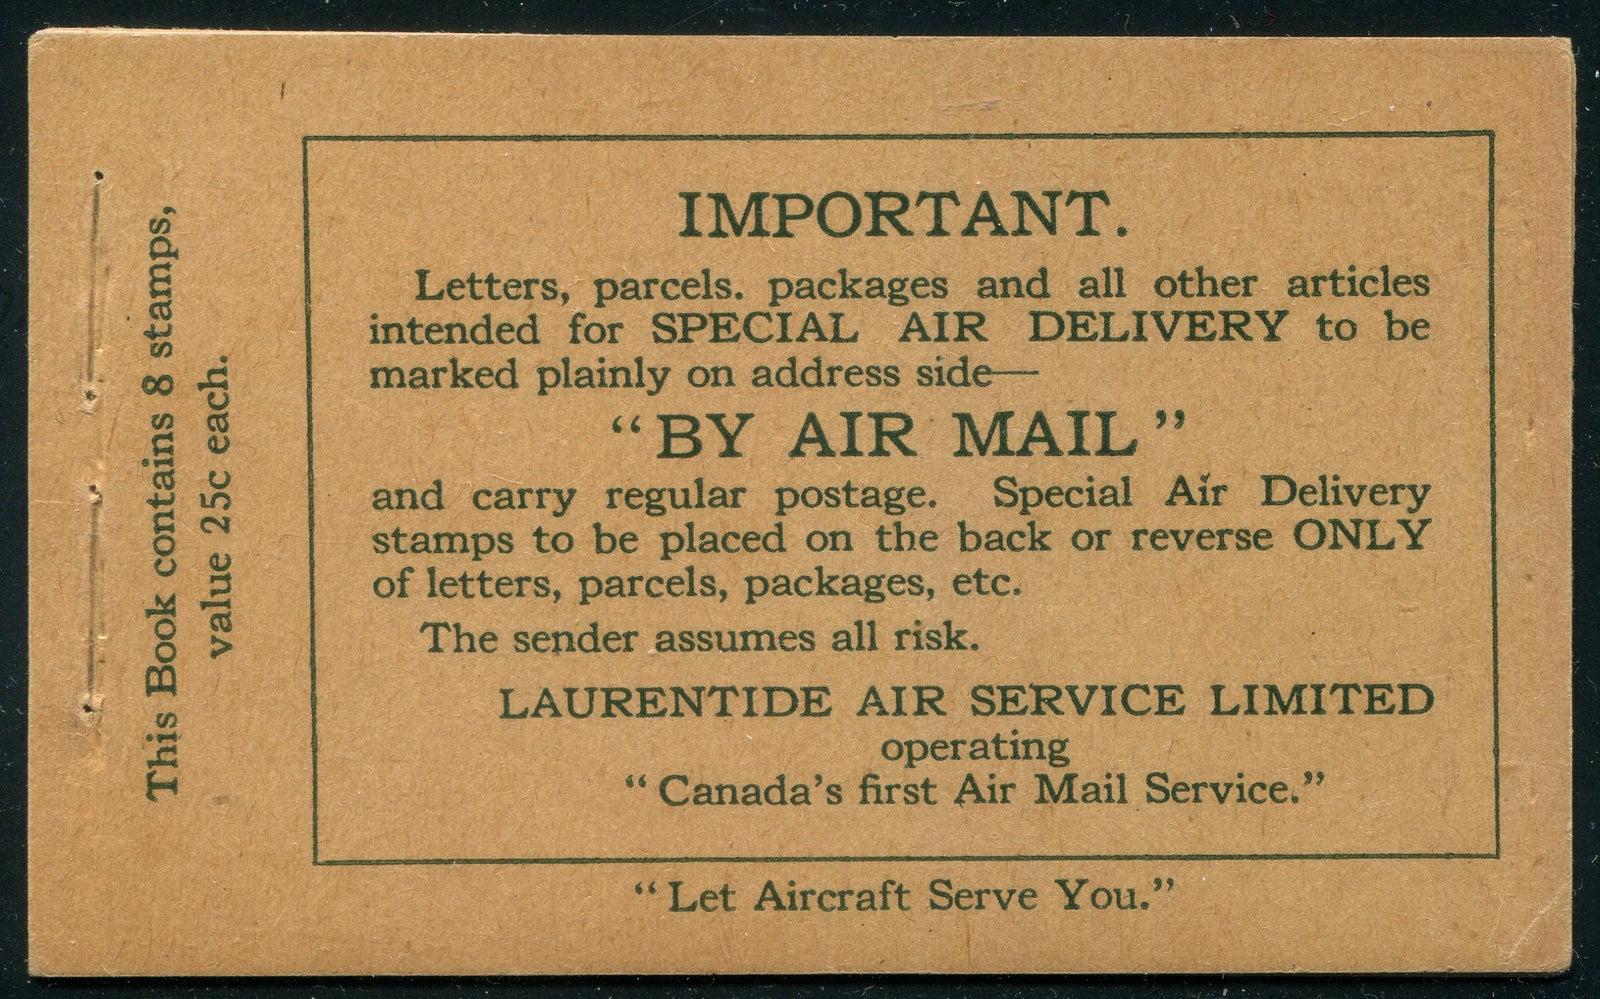 This Book contains 8 stamps,
value 25c each.
IMPORTANT.
Letters, parcels. packages and all other articles
intended for SPECIAL AIR DELIVERY to be
marked plainly on address side—
“BY AIR MAIL”
and carry regular postage. Special Air Delivery
stamps to be placed on the back or reverse ONLY
of letters, parcels, packages, etc.
The sender assumes all risk.
LAURENTIDE AIR SERVICE LIMITED
operating
“Canada's first Air Mail Service.”
“Let Aircraft Serve You.”